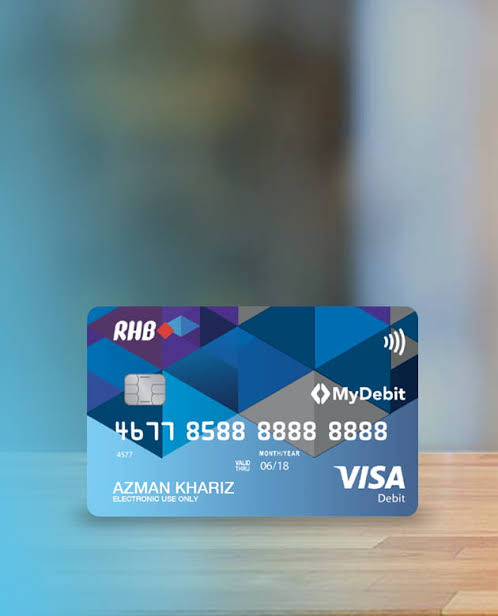 RHB
MyDebit
4677 8588 8888 8888
4577
MONTH/YEAR
VALID THRU 06/18
AZMAN KHARIZ
ELECTRONIC USE ONLY
VISA
Debit